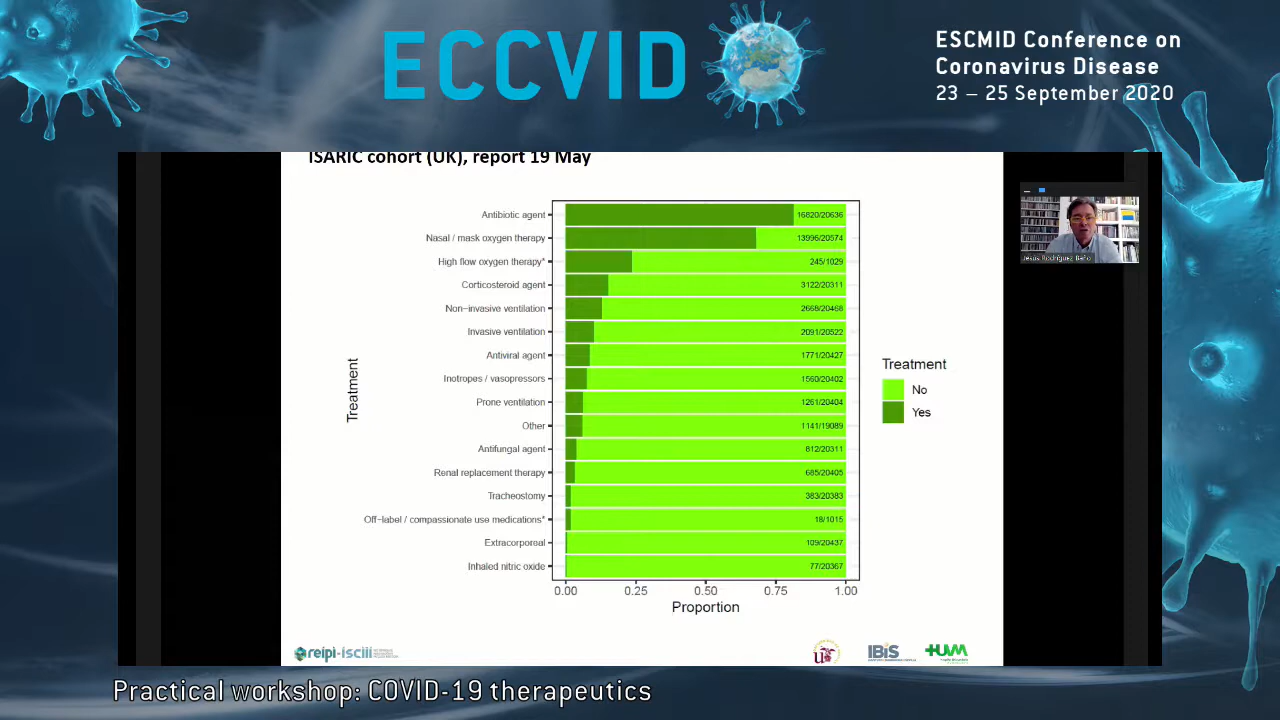 ECCVID
ESCMID Conference on
Coronavirus Disease
23 – 25 September 2020
ISARIC cohort (UK), report 19 May
Treatment
Antibiotic agent 16820/20636
Nasal / mask oxygen therapy 13996/20574
High flow oxygen therapy* 245/1029
Corticosteroid agent 3122/20311
Non−invasive ventilation 2668/20468
Invasive ventilation 2091/20522
Antiviral agent 1771/20427
Inotropes / vasopressors 1560/20402
Prone ventilation 1261/20404
Other 1141/19089
Antifungal agent 812/20311
Renal replacement therapy 685/20405
Tracheostomy 383/20383
Off−label / compassionate use medications* 18/1015
Extracorporeal 109/20437
Inhaled nitric oxide 77/20367
0.00 0.25 0.50 0.75 1.00
Proportion
Treatment
No
Yes
Jesús Rodríguez Baño
reipi-isciii
us
IBiS
HUVM
Practical workshop: COVID-19 therapeutics